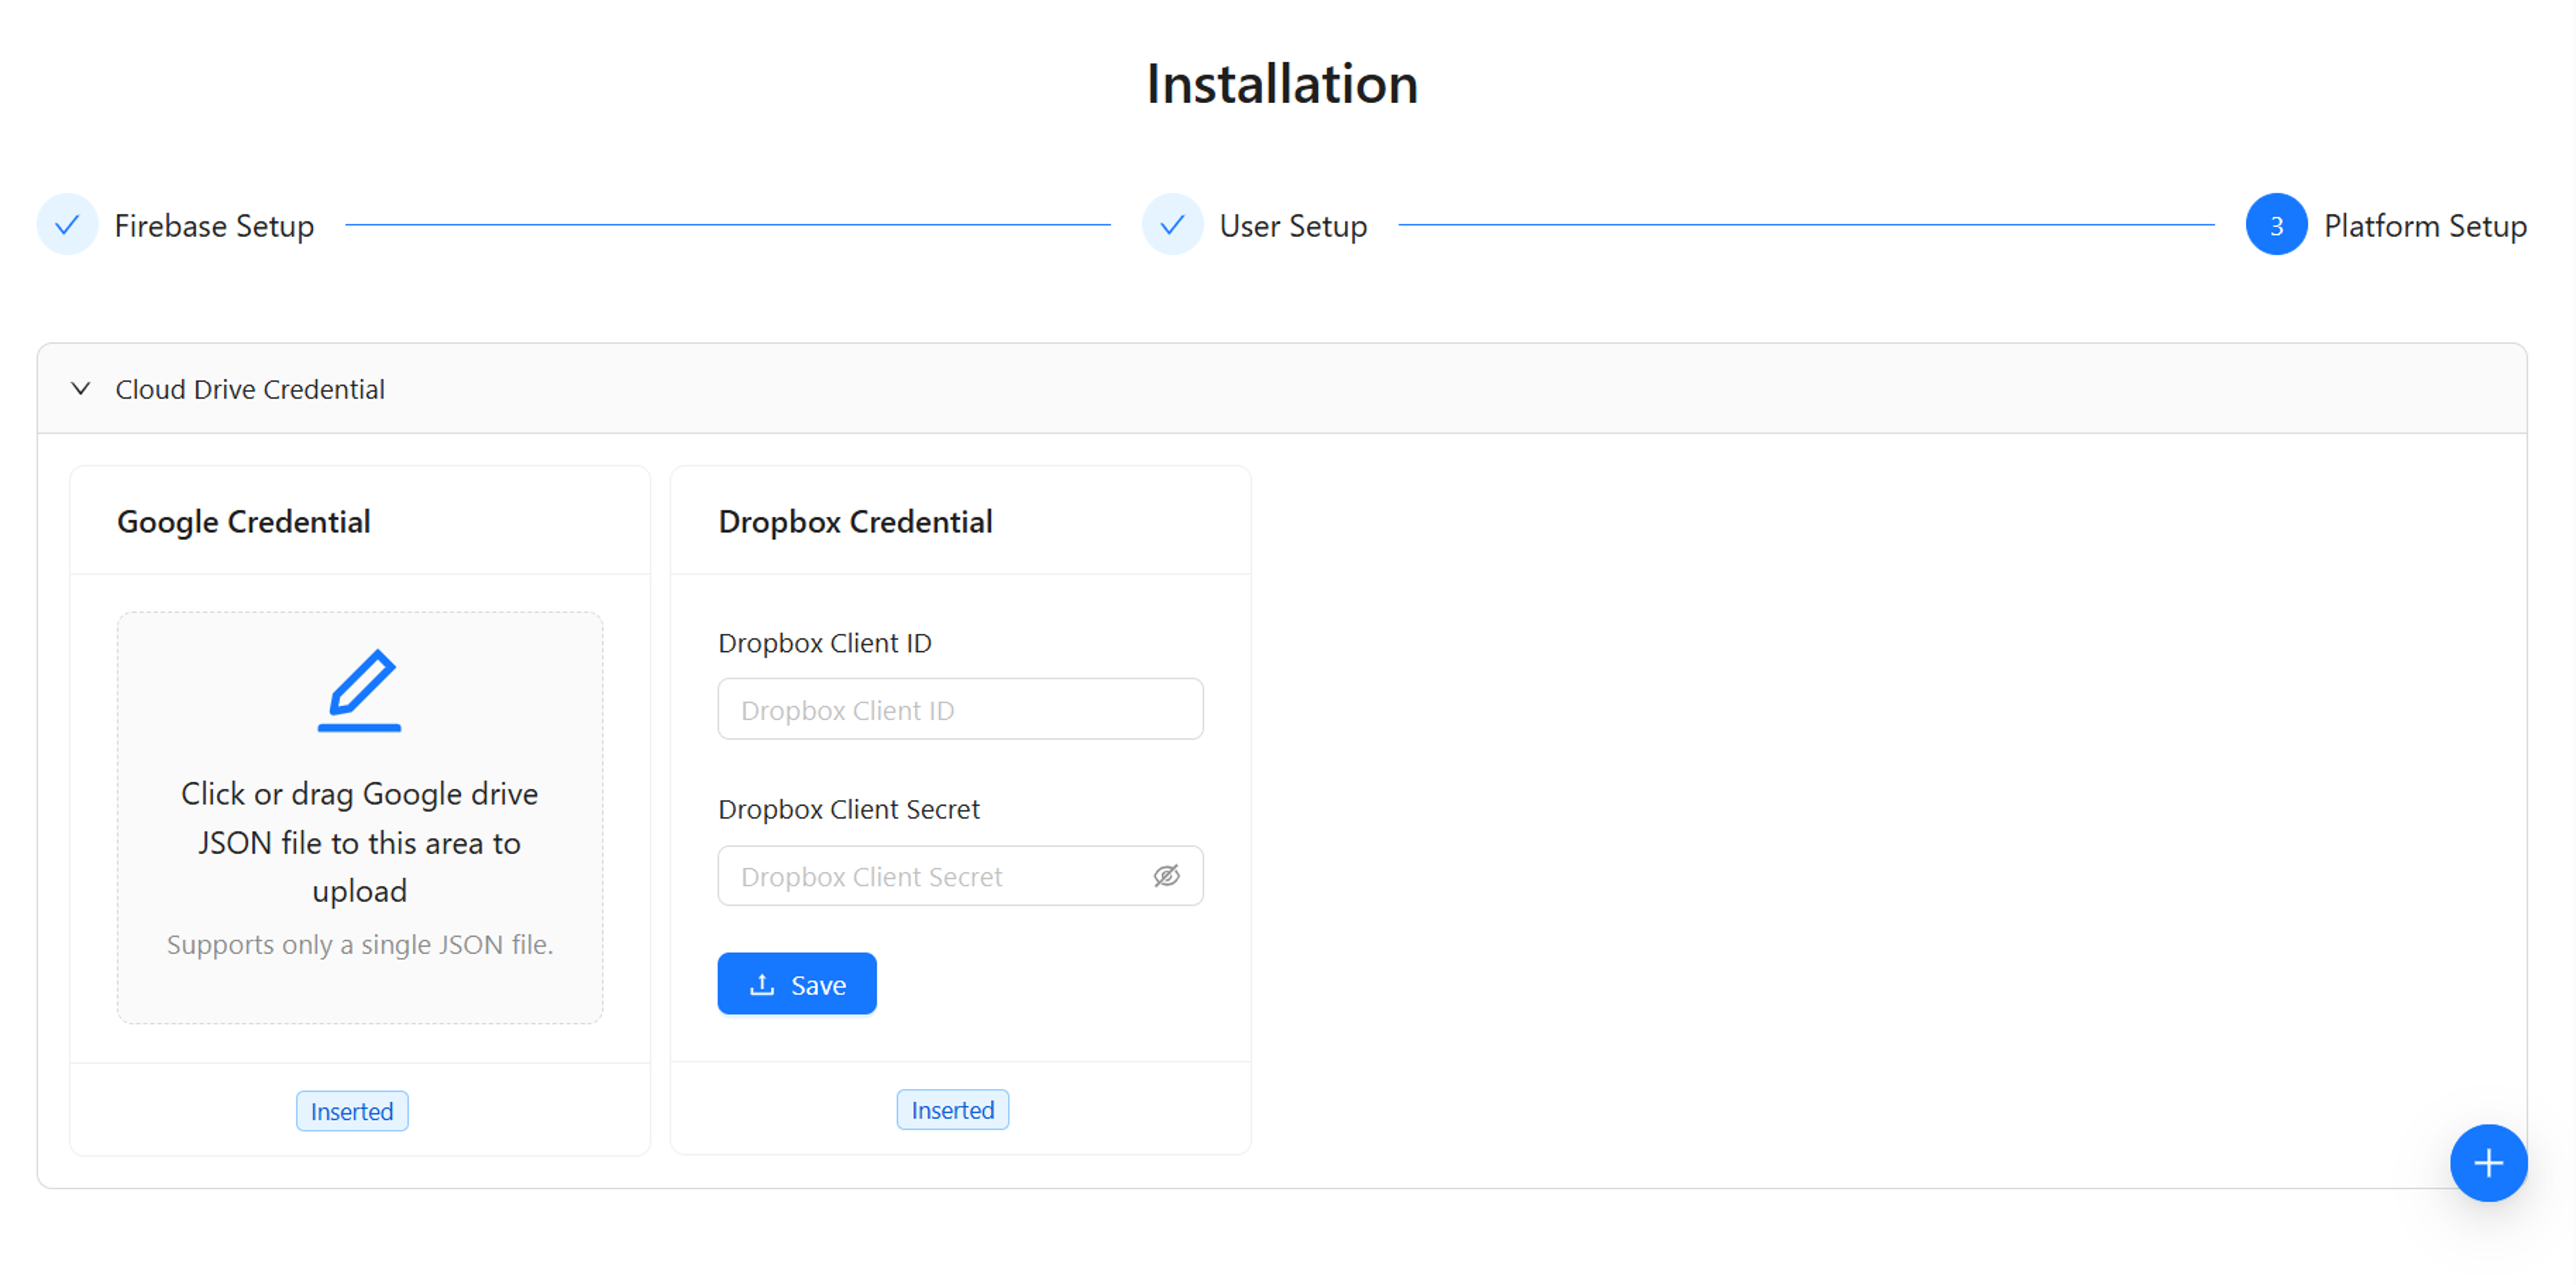 Installation
Firebase Setup
User Setup
3
Platform Setup
Cloud Drive Credential
Google Credential
Click or drag Google drive
JSON file to this area to
upload
Supports only a single JSON file.
Inserted
Dropbox Credential
Dropbox Client ID
Dropbox Client ID
Dropbox Client Secret
Dropbox Client Secret
Save
Inserted